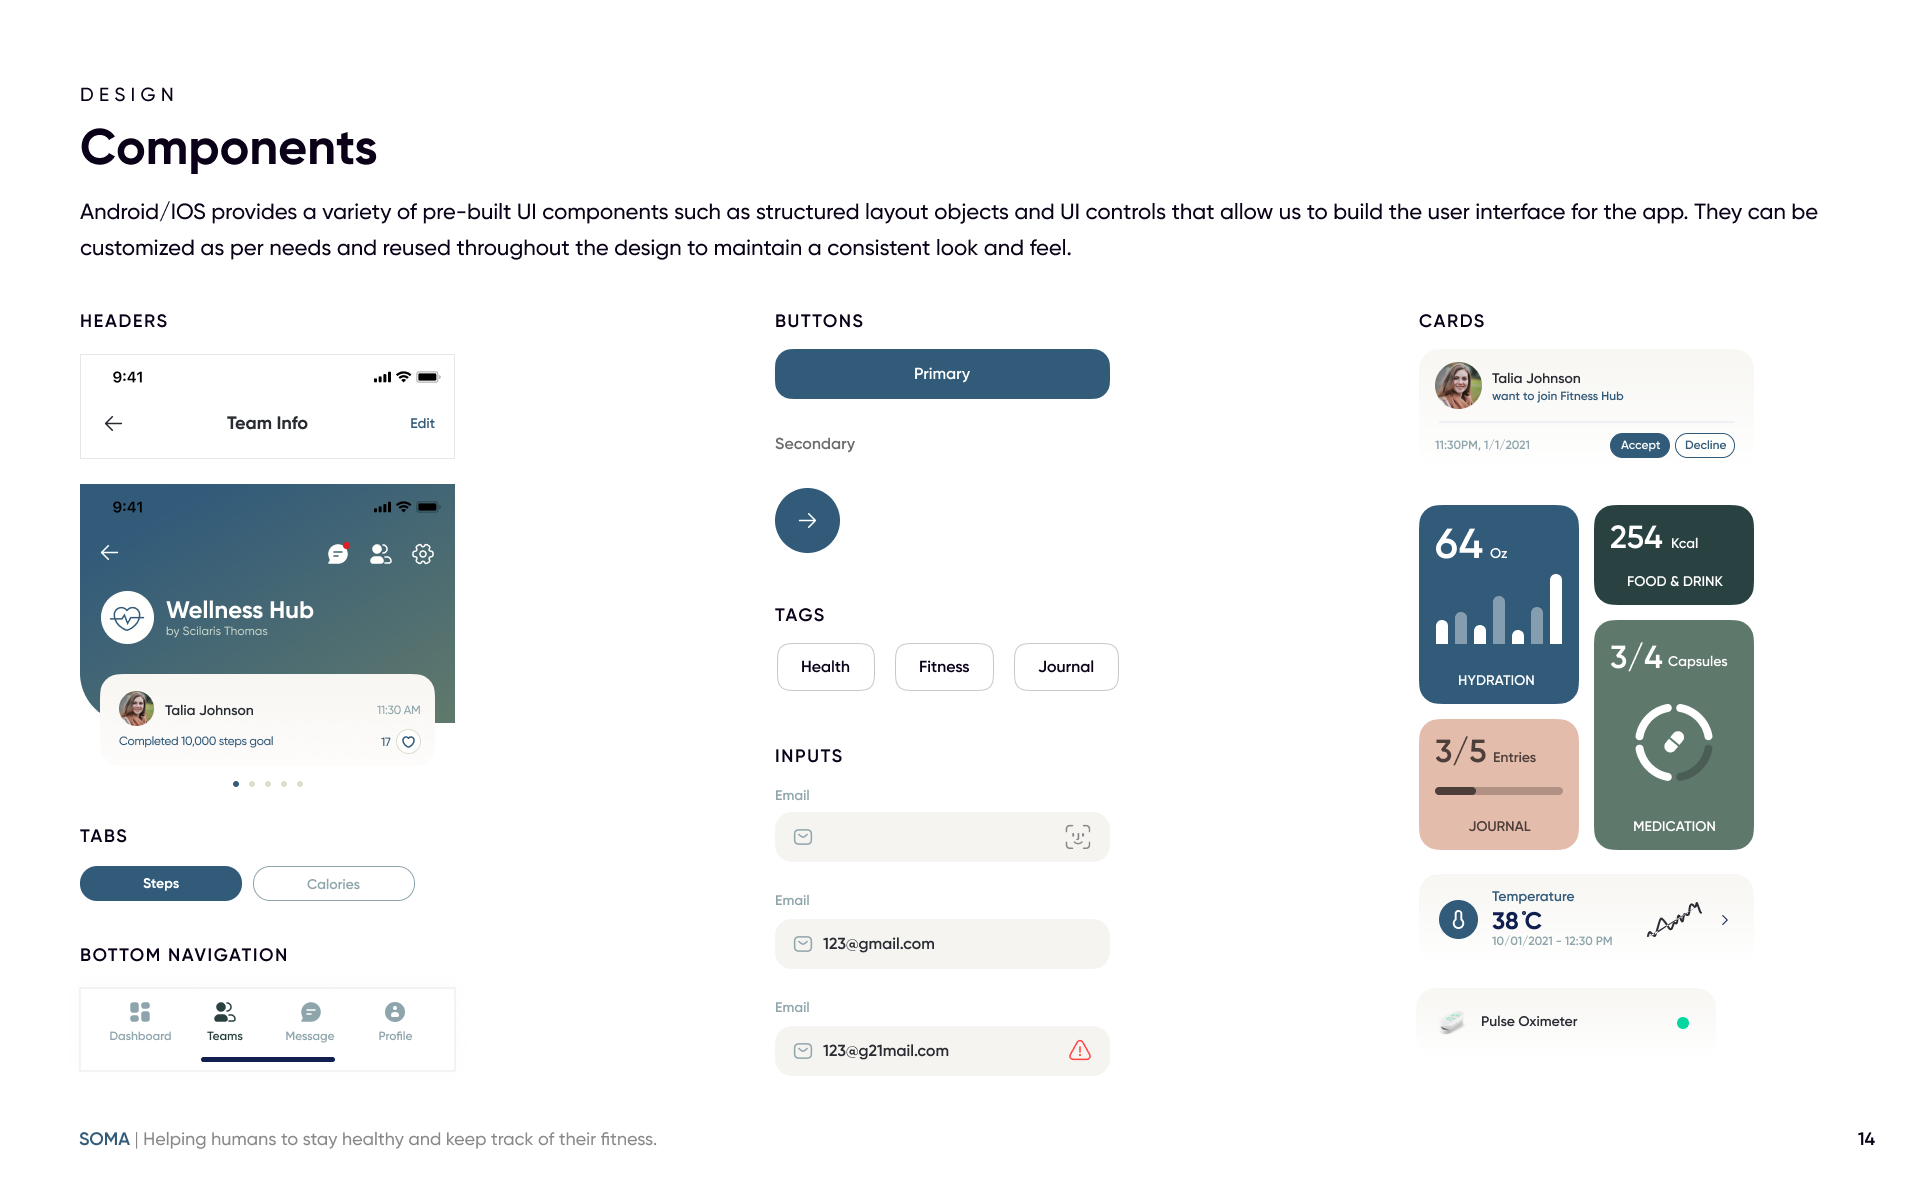 DESIGN
Components
Android/IOS provides a variety of pre-built UI components such as structured layout objects and UI controls that allow us to build the user interface for the app. They can be
customized as per needs and reused throughout the design to maintain a consistent look and feel.
HEADERS
9:41
Team Info
Edit
9:41
Wellness Hub
by Scilaris Thomas
Talia Johnson
11:30 AM
Completed 10,000 steps goal
17
TABS
Steps
Calories
BOTTOM NAVIGATION
Dashboard
Teams
Message
Profile
BUTTONS
Primary
Secondary
TAGS
Health
Fitness
Journal
INPUTS
Email
Email
123@gmail.com
Email
123@g21mail.com
CARDS
Talia Johnson
want to join Fitness Hub
11:30PM, 1/1/2021
Accept
Decline
64 Oz
HYDRATION
254 Kcal
FOOD & DRINK
3/4 Capsules
MEDICATION
3/5 Entries
JOURNAL
Temperature
38°C
10/01/2021 - 12:30 PM
Pulse Oximeter
SOMA | Helping humans to stay healthy and keep track of their fitness.
14